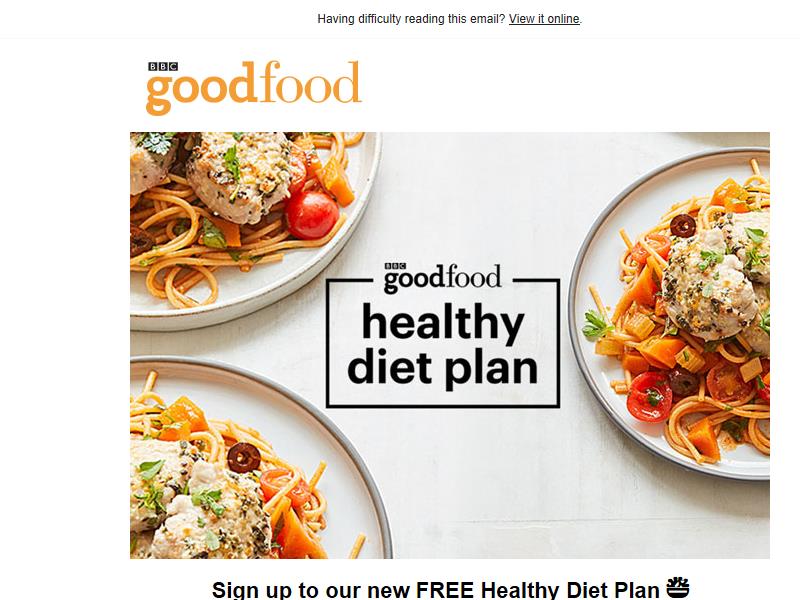 Having difficulty reading this email? View it online.
BBC
goodfood
BBC
goodfood
healthy
diet plan
Sign up to our new FREE Healthy Diet Plan 🥗